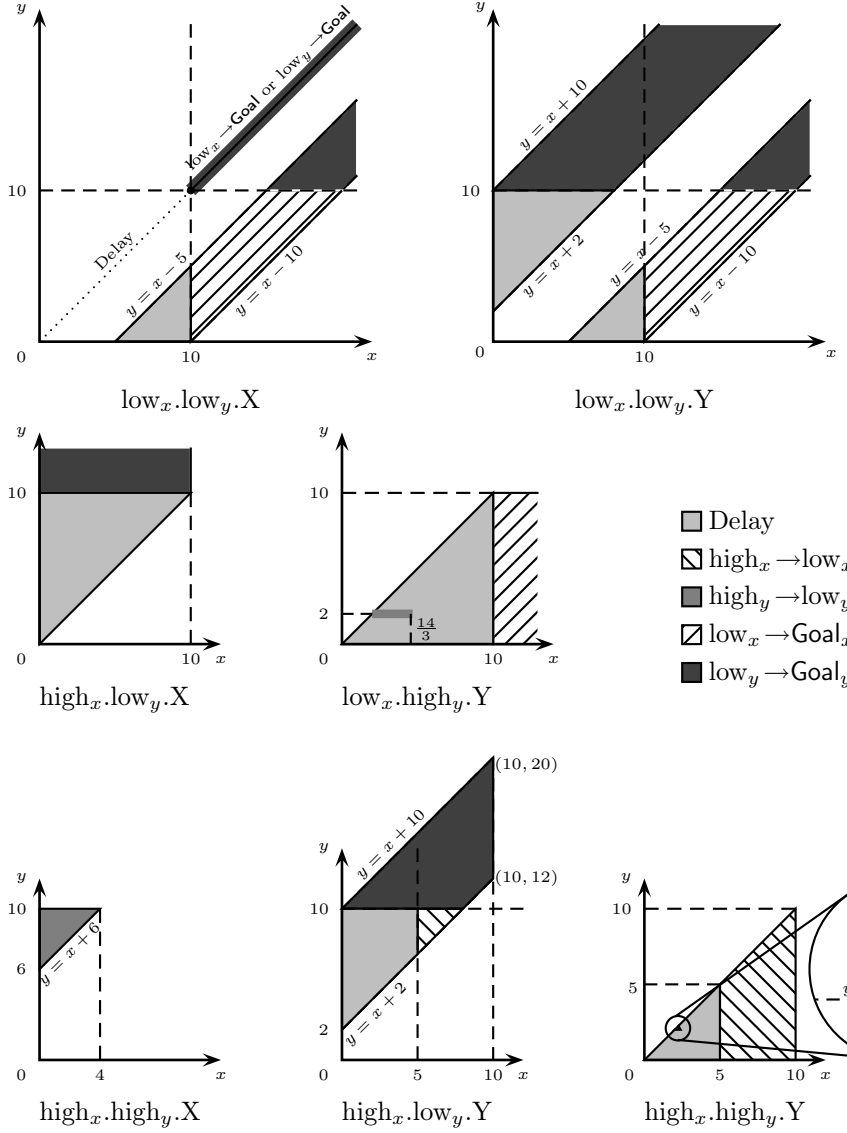 y
y
low_x→Goal or low_y→Goal
y = x + 10
10
10
Delay
y = x − 5
y = x − 10
y = x + 2
y = x − 5
y = x − 10
0
10
x
0
10
x
low_x.low_y.X
low_x.low_y.Y
y
y
10
10
2
14/3
0
10
x
0
10
x
high_x.low_y.X
low_x.high_y.Y
Delay
high_x→low_x
high_y→low_y
low_x→Goal_x
low_y→Goal_y
(10, 20)
y = x + 10
y
(10, 12)
y
y
10
10
10
6
y = x + 6
5
y
2
y = x + 2
0
4
x
0
5
10
x
0
5
10
x
high_x.high_y.X
high_x.low_y.Y
high_x.high_y.Y